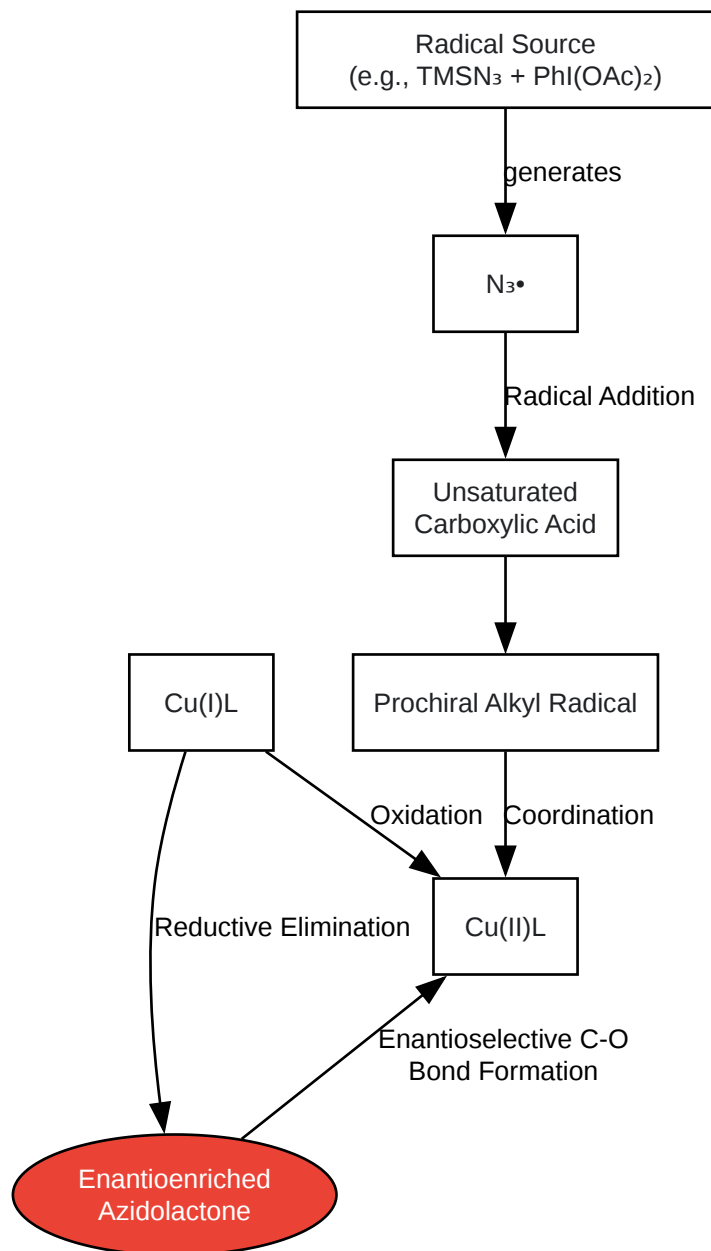 Radical Source
(e.g., TMSN₃ + PhI(OAc)₂)
generates
N₃•
Radical Addition
Unsaturated
Carboxylic Acid
Cu(I)L
Prochiral Alkyl Radical
Oxidation
Coordination
Reductive Elimination
Cu(II)L
Enantioselective C-O
Bond Formation
Enantioenriched
Azidolactone